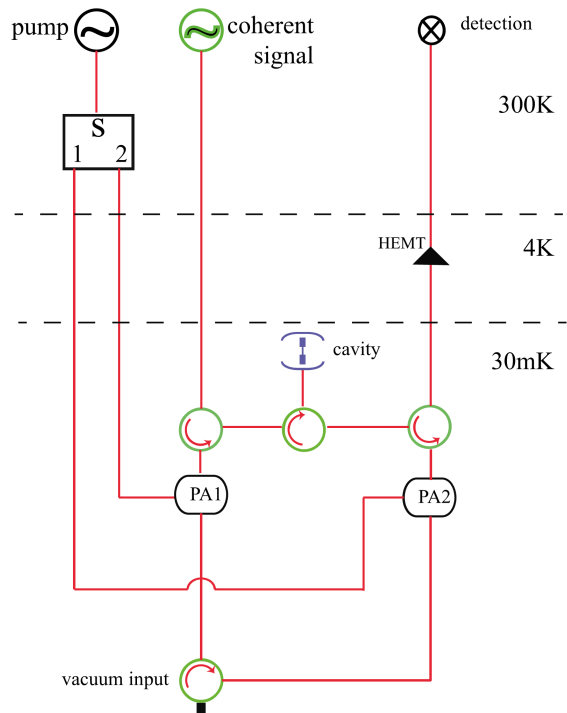 pump
coherent
signal
detection
300K
S
1 2
HEMT
4K
cavity
30mK
PA1
PA2
vacuum input